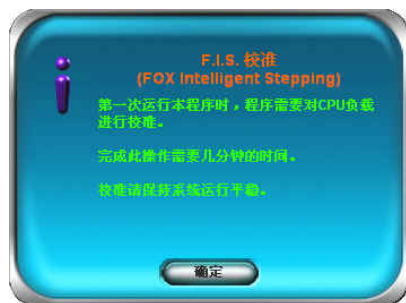 F.I.S. 校准
(FOX Intelligent Stepping)
第一次运行本程序时，程序需要对CPU负载
进行校准。
完成此操作需要几分钟的时间。
校准请保持系统运行平稳。
确定